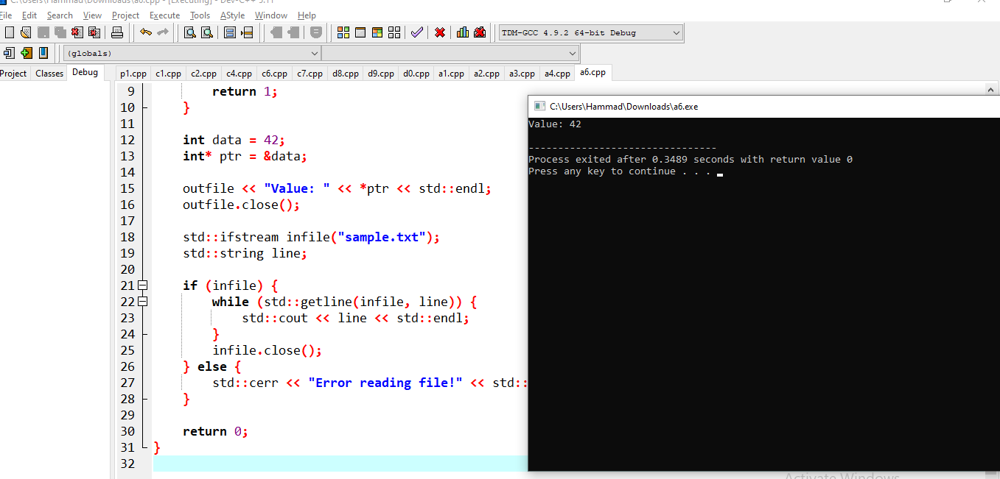 C:\Users\Hammad\Downloads\a6.cpp - [Executing] - Dev-C++ 5.11
File Edit Search View Project Execute Tools AStyle Window Help
TDM-GCC 4.9.2 64-bit Debug
(globals)
Project Classes Debug p1.cpp c1.cpp c2.cpp c4.cpp c6.cpp c7.cpp d8.cpp d9.cpp d0.cpp a1.cpp a2.cpp a3.cpp a4.cpp a6.cpp
9 return 1;
10 }
11
12 int data = 42;
13 int* ptr = &data;
14
15 outfile << "Value: " << *ptr << std::endl;
16 outfile.close();
17
18 std::ifstream infile("sample.txt");
19 std::string line;
20
21 if (infile) {
22 while (std::getline(infile, line)) {
23 std::cout << line << std::endl;
24 }
25 infile.close();
26 } else {
27 std::cerr << "Error reading file!" << std::
28 }
29
30 return 0;
31 }
32
C:\Users\Hammad\Downloads\a6.exe
Value: 42
--------------------------------
Process exited after 0.3489 seconds with return value 0
Press any key to continue . . .
Activate Windows